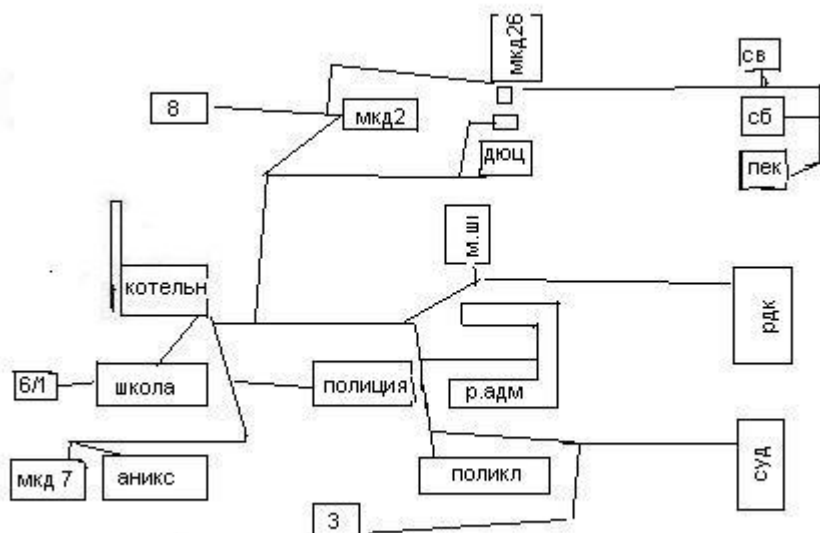 мкд26
св
8
мкд2
сб
дюц
пек
м.ш
котельн
рдк
6/1
школа
полиция
р.адм
мкд 7
аникс
поликл
суд
3